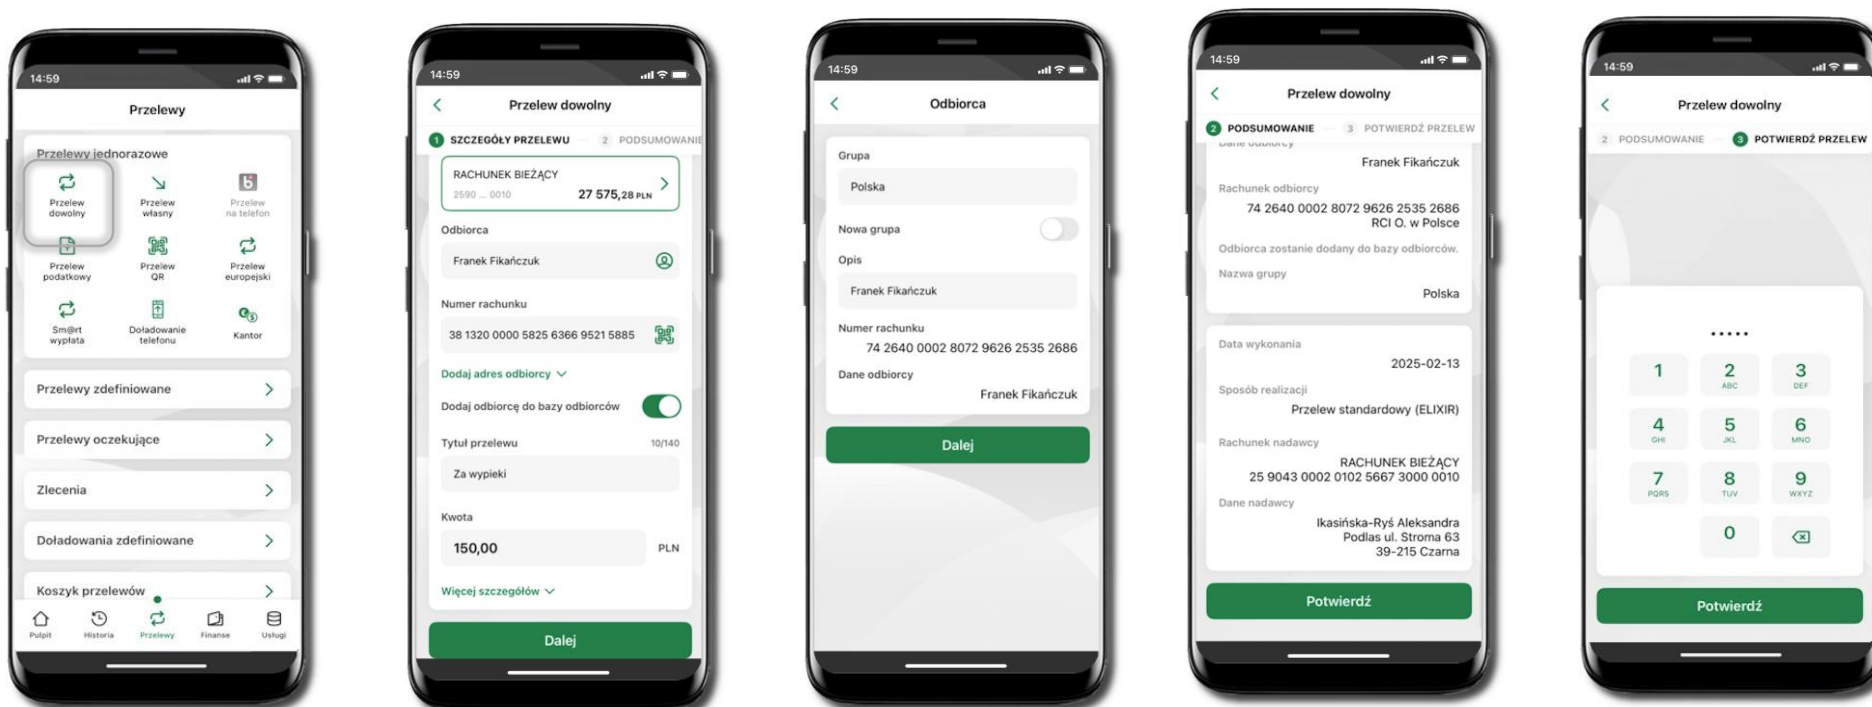 14:59
Przelewy
Przelewy jednorazowe
Przelew
dowolny
Przelew
własny
Przelew
na telefon
Przelew
podatkowy
Przelew
QR
Przelew
europejski
Sm@rt
wypłata
Doładowanie
telefonu
Kantor
Przelewy zdefiniowane
Przelewy oczekujące
Zlecenia
Doładowania zdefiniowane
Koszyk przelewów
Pulpit
Historia
Przelewy
Finanse
Usługi
14:59
Przelew dowolny
1 SZCZEGÓŁY PRZELEWU 2 PODSUMOWANIE
RACHUNEK BIEŻĄCY
2590 ... 0010 27 575,28 PLN
Odbiorca
Franek Fikańczuk
Numer rachunku
38 1320 0000 5825 6366 9521 5885
Dodaj adres odbiorcy
Dodaj odbiorcę do bazy odbiorców
Tytuł przelewu 10/140
Za wypieki
Kwota
150,00 PLN
Więcej szczegółów
Dalej
14:59
Odbiorca
Grupa
Polska
Nowa grupa
Opis
Franek Fikańczuk
Numer rachunku
74 2640 0002 8072 9626 2535 2686
Dane odbiorcy
Franek Fikańczuk
Dalej
14:59
Przelew dowolny
2 PODSUMOWANIE 3 POTWIERDŹ PRZELEW
Dane odbiorcy
Franek Fikańczuk
Rachunek odbiorcy
74 2640 0002 8072 9626 2535 2686
RCI O. w Polsce
Odbiorca zostanie dodany do bazy odbiorców.
Nazwa grupy
Polska
Data wykonania
2025-02-13
Sposób realizacji
Przelew standardowy (ELIXIR)
Rachunek nadawcy
RACHUNEK BIEŻĄCY
25 9043 0002 0102 5667 3000 0010
Dane nadawcy
Ikasińska-Ryś Aleksandra
Podlas ul. Stroma 63
39-215 Czarna
Potwierdź
14:59
Przelew dowolny
2 PODSUMOWANIE 3 POTWIERDŹ PRZELEW
1 2 3
ABC DEF
4 5 6
GHI JKL MNO
7 8 9
PQRS TUV WXYZ
0
Potwierdź